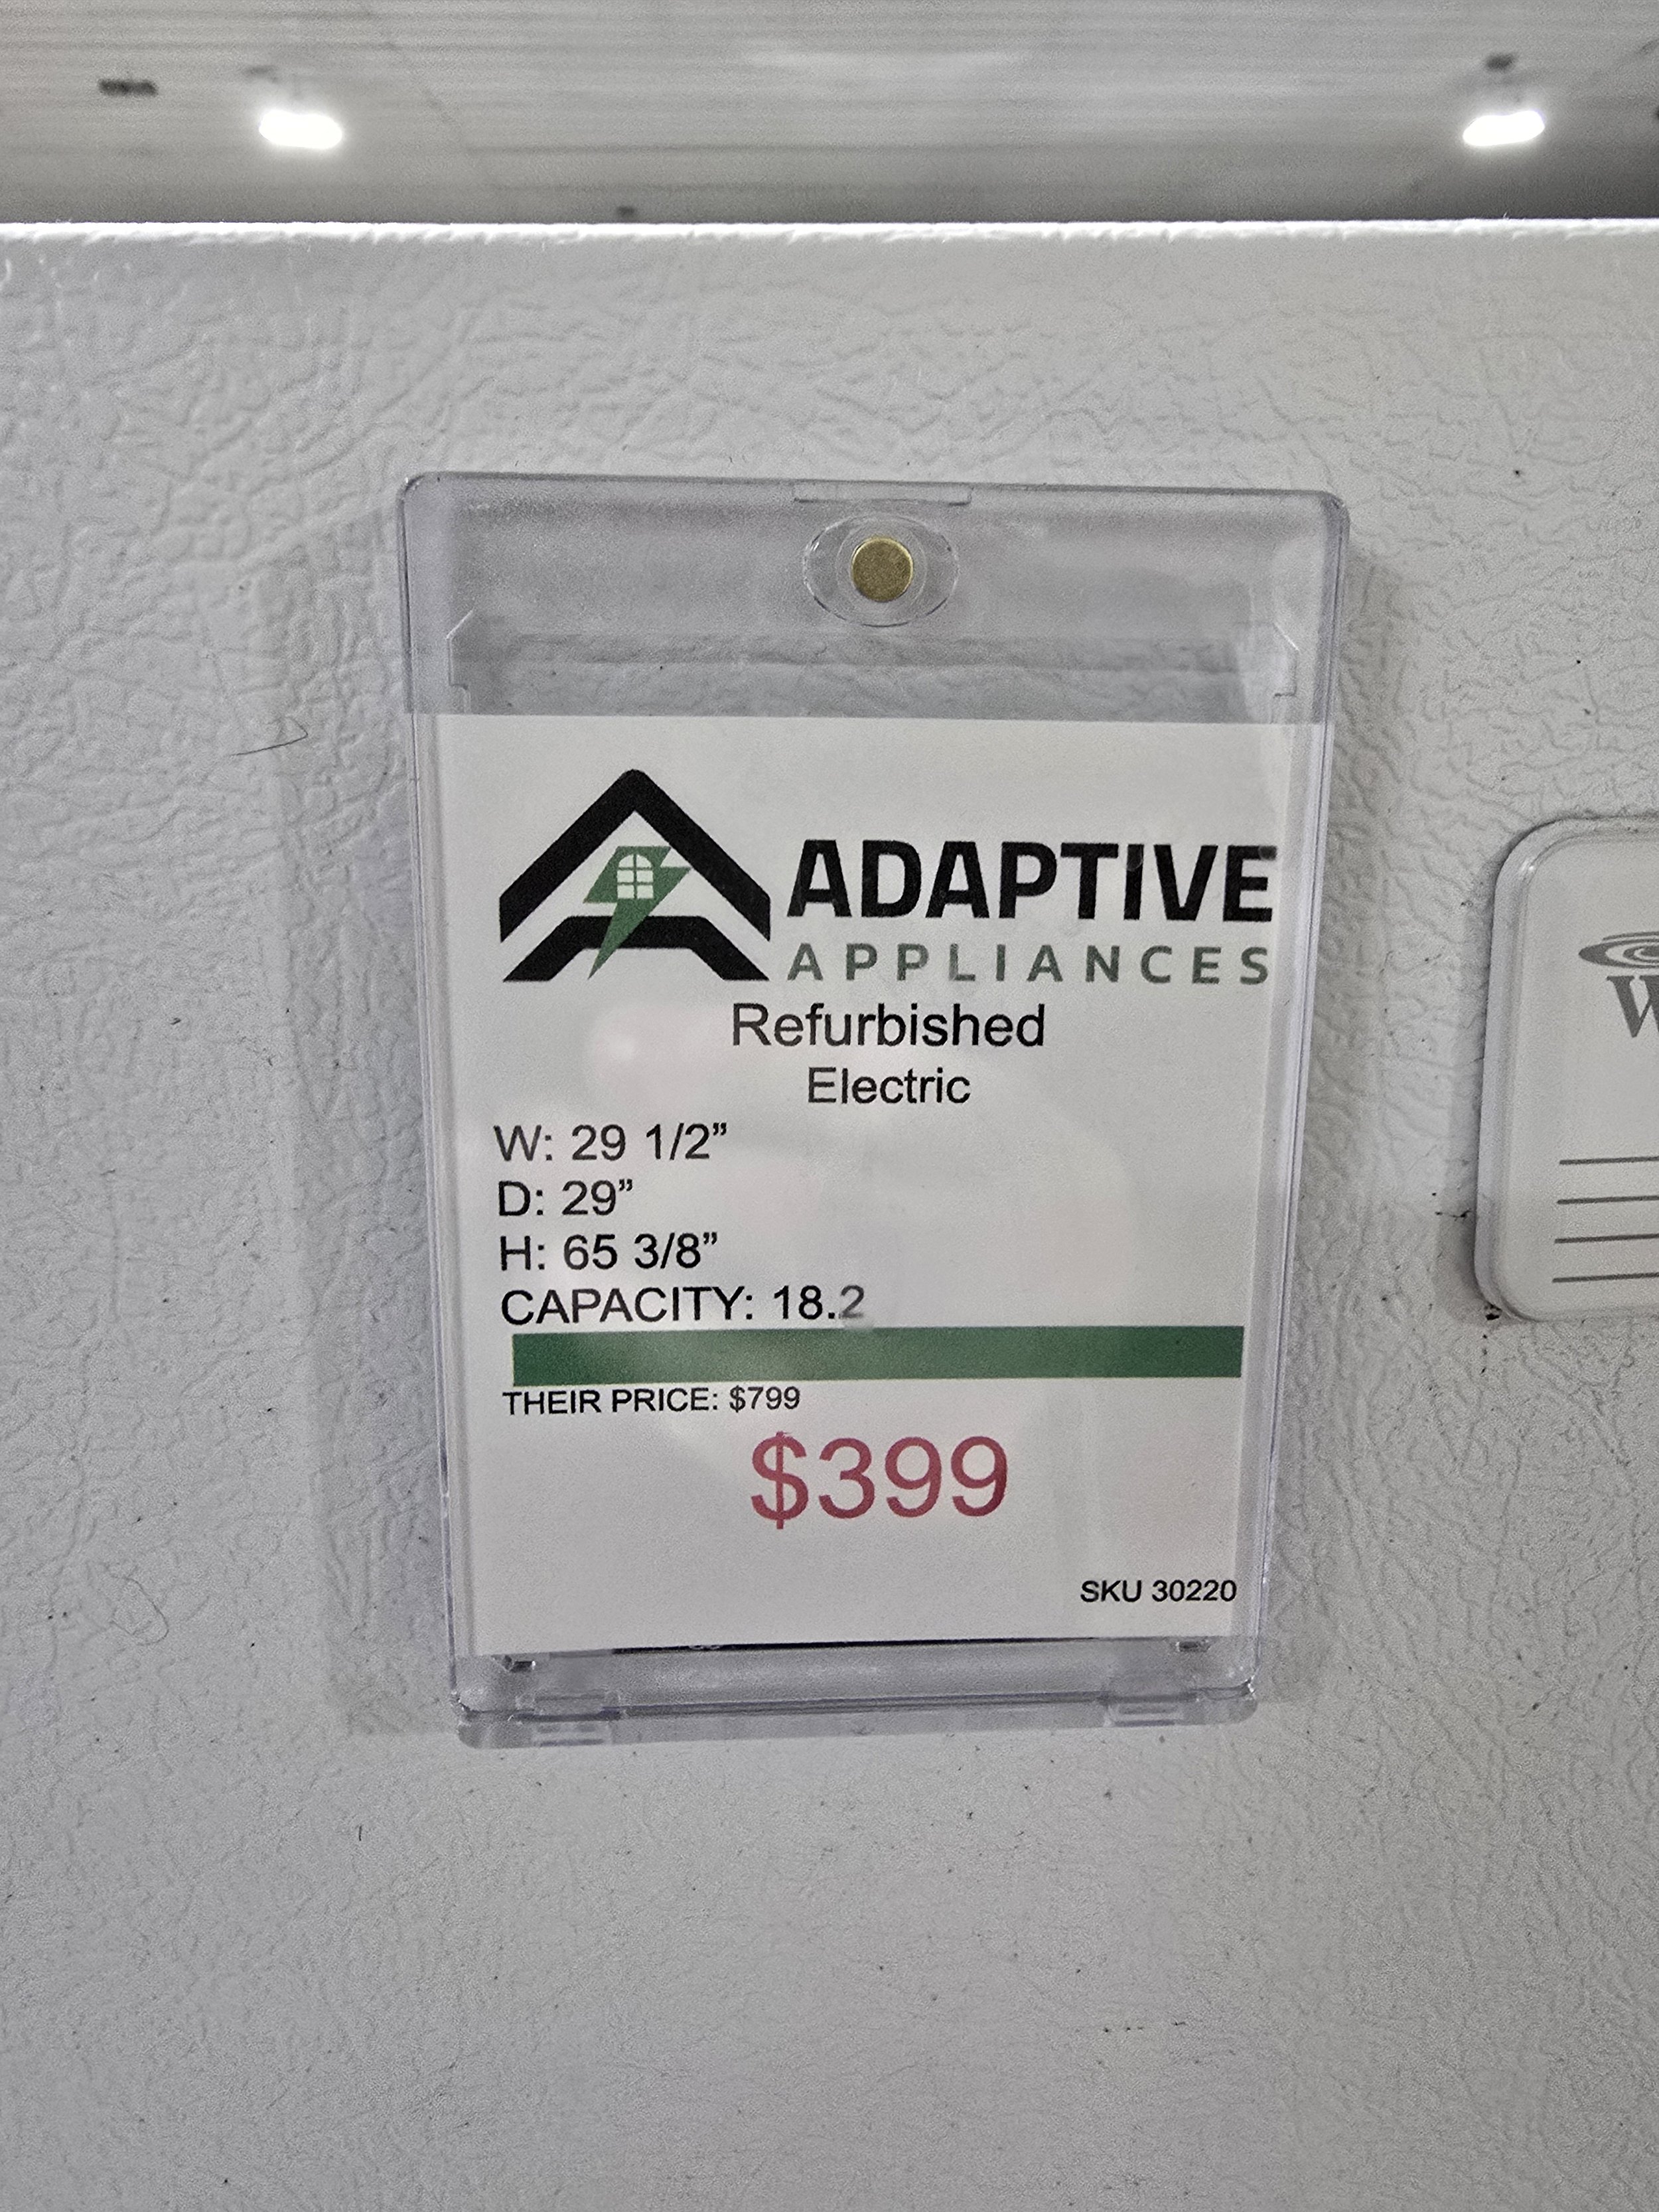 ADAPTIVE
APPLIANCES
Refurbished
Electric
W: 29 1/2”
D: 29”
H: 65 3/8”
CAPACITY: 18.2
THEIR PRICE: $799
$399
SKU 30220